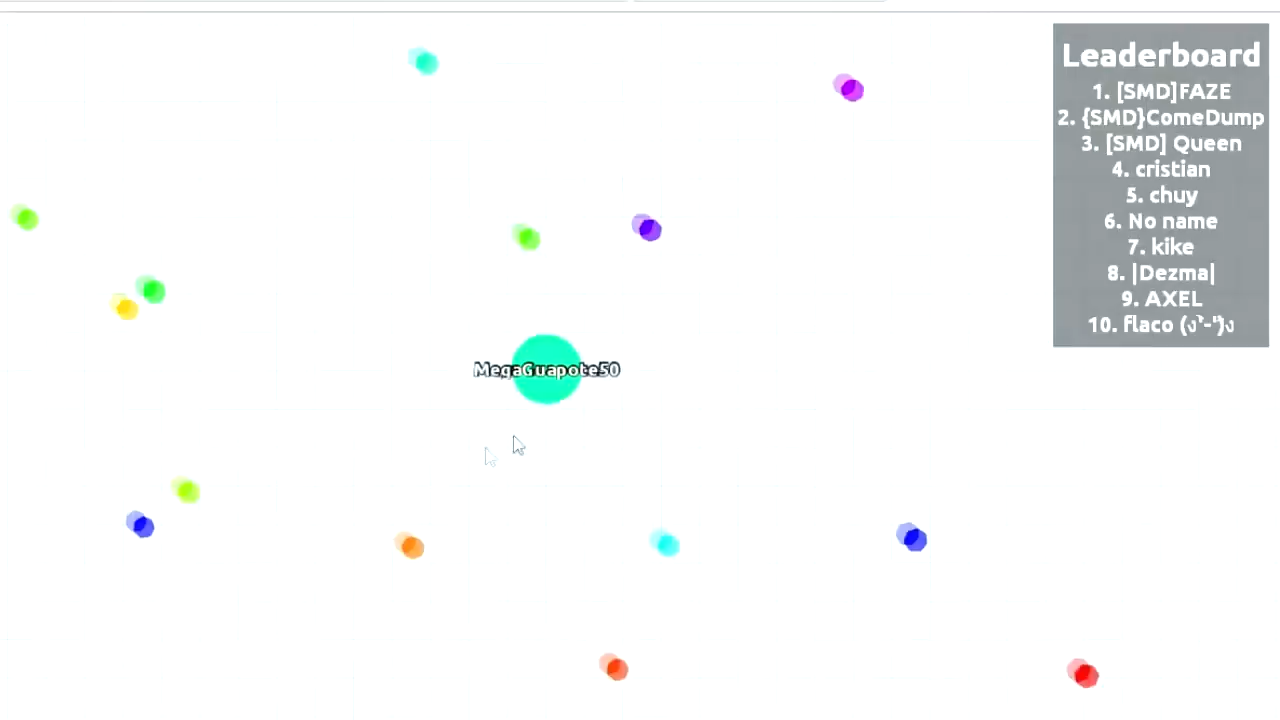 Leaderboard
1. [SMD]FAZE
2. {SMD}ComeDump
3. [SMD] Queen
4. cristian
5. chuy
6. No name
7. kike
8. |Dezma|
9. AXEL
10. flaco (ง'̀-'́)ง
MegaGuapote50